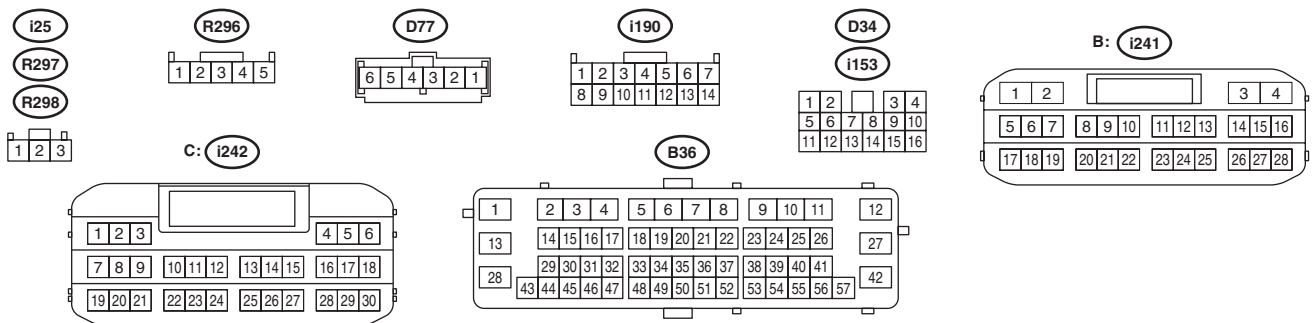 i25
R297
R298
1 2 3
R296
1 2 3 4 5
D77
6 5 4 3 2 1
i190
1 2 3 4 5 6 7
8 9 10 11 12 13 14
D34
i153
1 2 3 4
5 6 7 8 9 10
11 12 13 14 15 16
B: i241
1 2 3 4
5 6 7 8 9 10 11 12 13 14 15 16
17 18 19 20 21 22 23 24 25 26 27 28
C: i242
1 2 3 4 5 6
7 8 9 10 11 12 13 14 15 16 17 18
19 20 21 22 23 24 25 26 27 28 29 30
B36
1 2 3 4 5 6 7 8 9 10 11 12
13 14 15 16 17 18 19 20 21 22 23 24 25 26 27
28 29 30 31 32 33 34 35 36 37 38 39 40 41 42
43 44 45 46 47 48 49 50 51 52 53 54 55 56 57